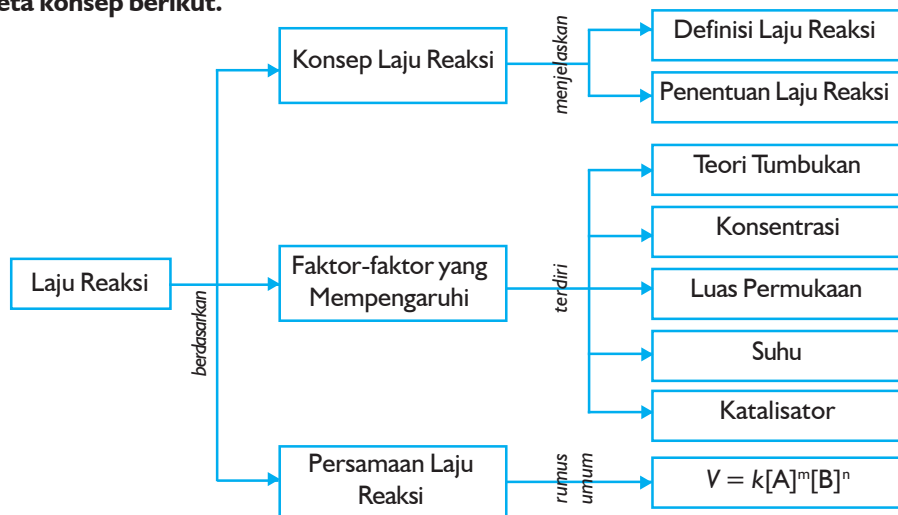 eta konsep berikut.
Laju Reaksi
berdasarkan
Konsep Laju Reaksi
menjelaskan
Definisi Laju Reaksi
Penentuan Laju Reaksi
Faktor-faktor yang
Mempengaruhi
terdiri
Teori Tumbukan
Konsentrasi
Luas Permukaan
Suhu
Katalisator
Persamaan Laju
Reaksi
rumus
umum
V = k[A]ᵐ[B]ⁿ